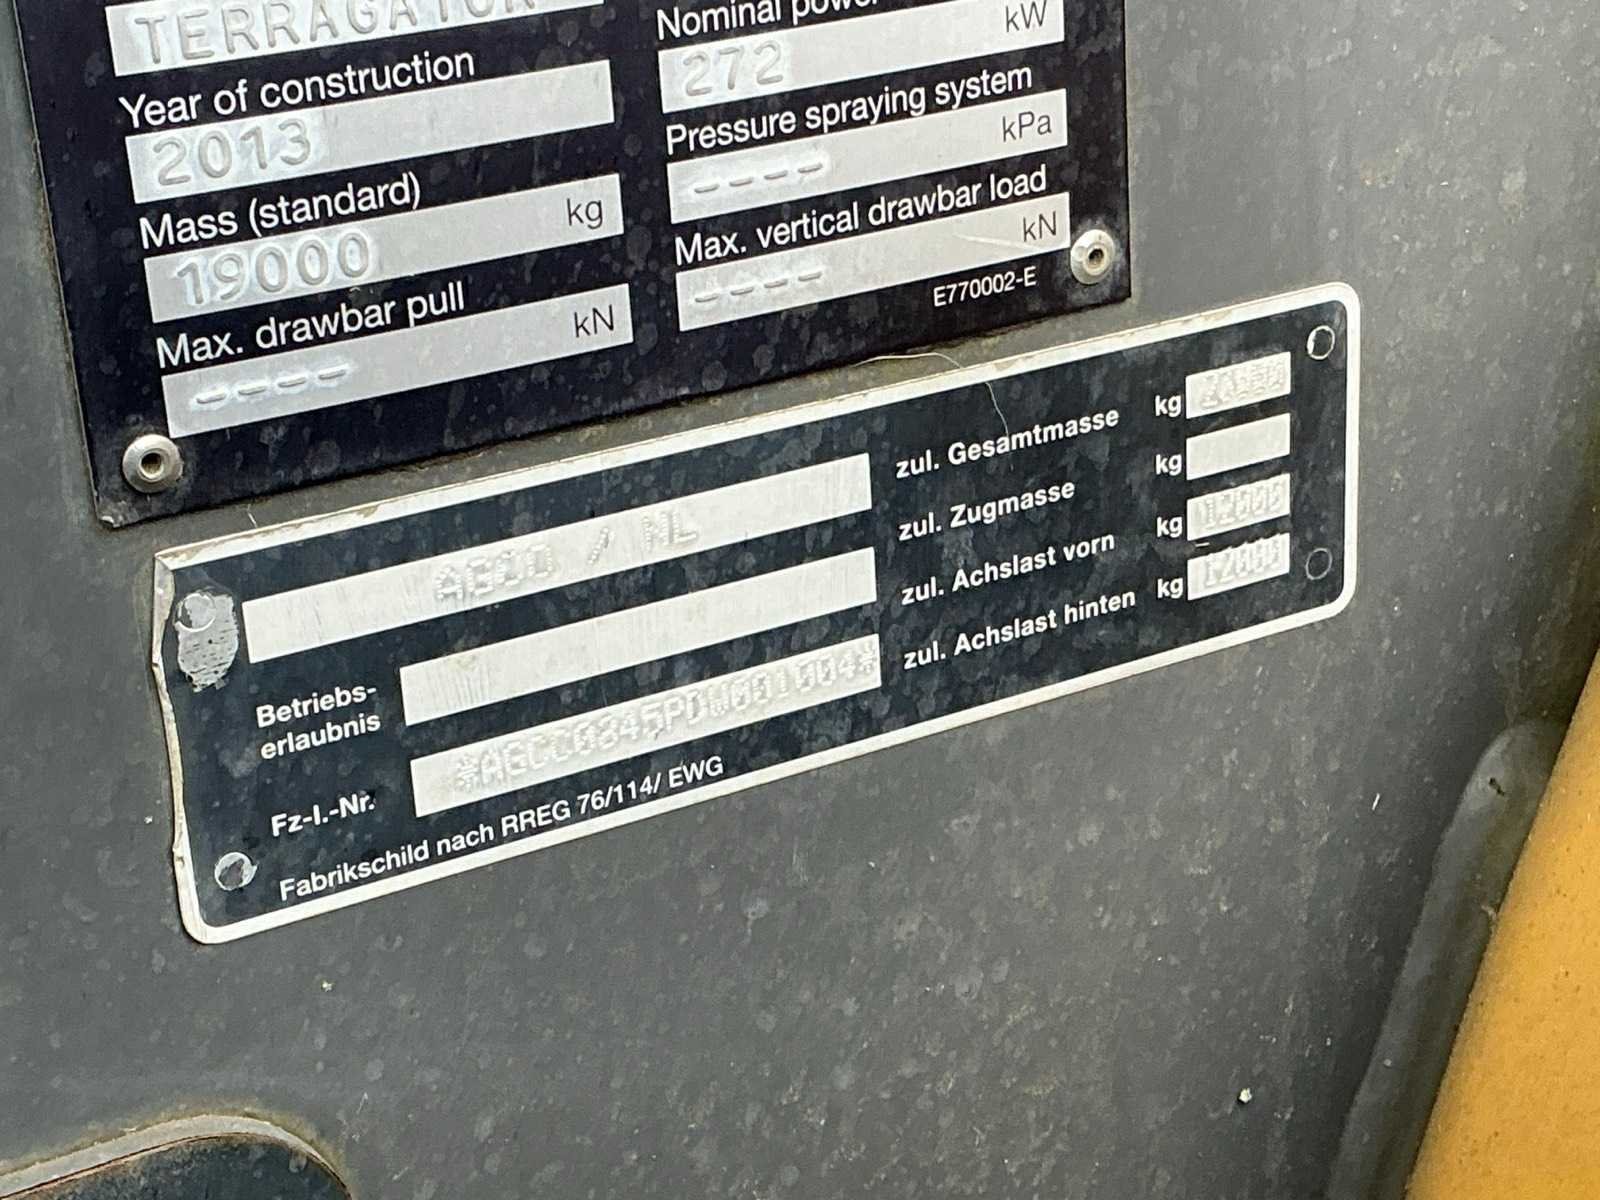 TERRAGATOR
Year of construction
2013
Mass (standard)
19000 kg
Max. drawbar pull
---- kN
Nominal power
272 kW
Pressure spraying system
---- kPa
Max. vertical drawbar load
---- kN
E770002-E
/ NL
Betriebs-
erlaubnis
Fz-I.-Nr.
Fabrikschild nach RREG 76/114/ EWG
zul. Gesamtmasse kg
zul. Zugmasse kg
zul. Achslast vorn kg 12000
zul. Achslast hinten kg 12000